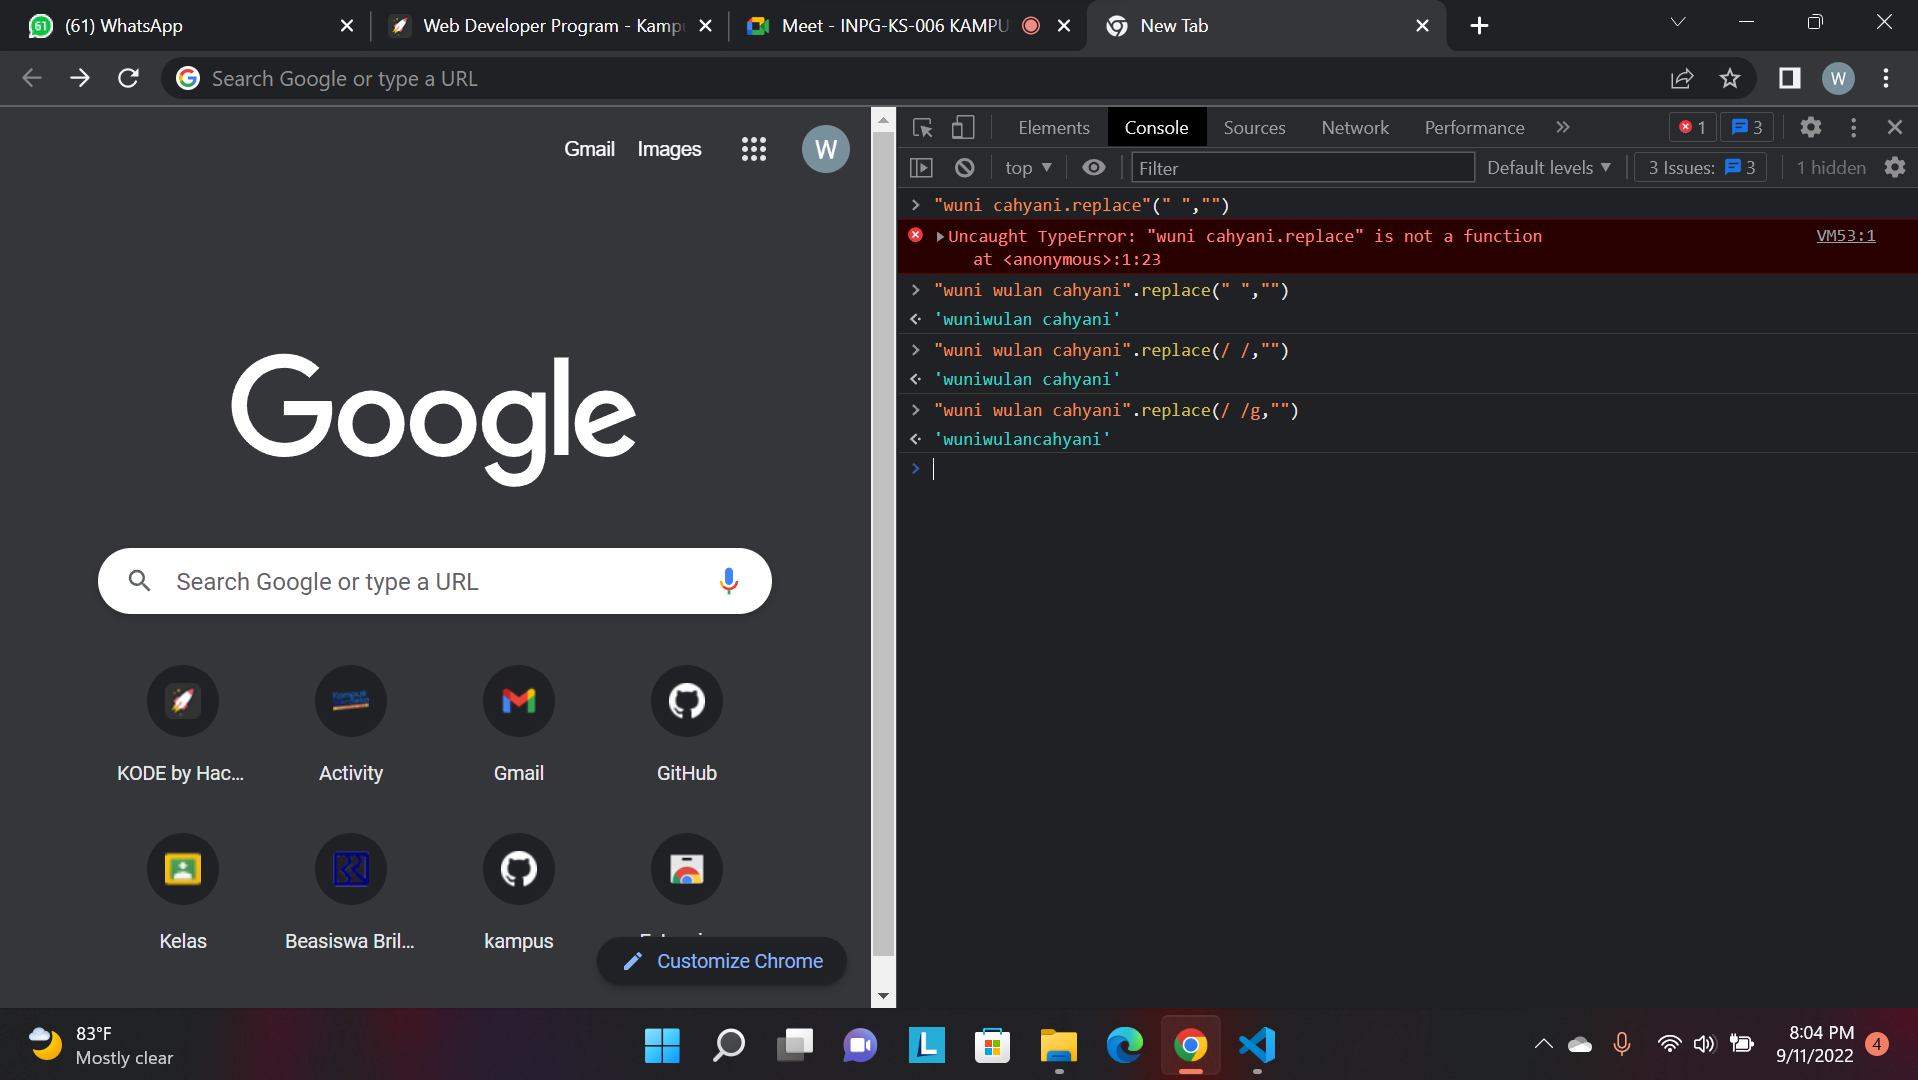 61
(61) WhatsApp
Web Developer Program - Kampu
Meet - INPG-KS-006 KAMPU
New Tab
Search Google or type a URL
W
Gmail
Images
W
Google
Search Google or type a URL
KODE by Hac...
Activity
Gmail
GitHub
Kelas
Beasiswa Bril...
kampus
Customize Chrome
Elements
Console
Sources
Network
Performance
1
3
top
Filter
Default levels
3 Issues:
3
1 hidden
"wuni cahyani.replace"(" ","")
Uncaught TypeError: "wuni cahyani.replace" is not a function
VM53:1
at <anonymous>:1:23
"wuni wulan cahyani".replace(" ","")
'wuniwulan cahyani'
"wuni wulan cahyani".replace(/ /,"")
'wuniwulan cahyani'
"wuni wulan cahyani".replace(/ /g,"")
'wuniwulancahyani'
83°F
Mostly clear
L
8:04 PM
9/11/2022
4